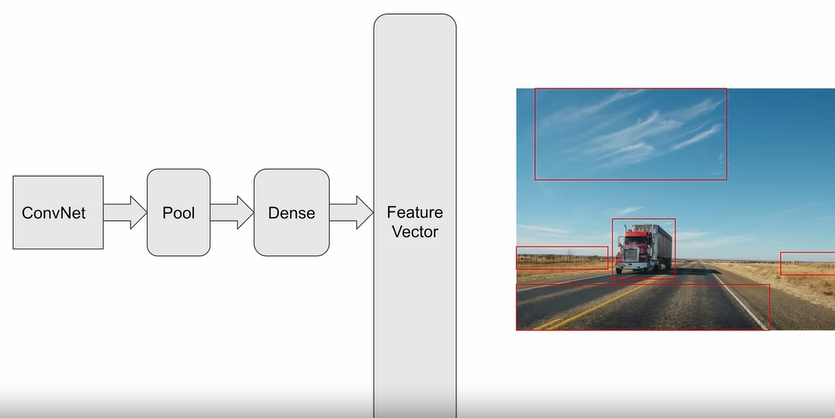 ConvNet
Pool
Dense
Feature
Vector